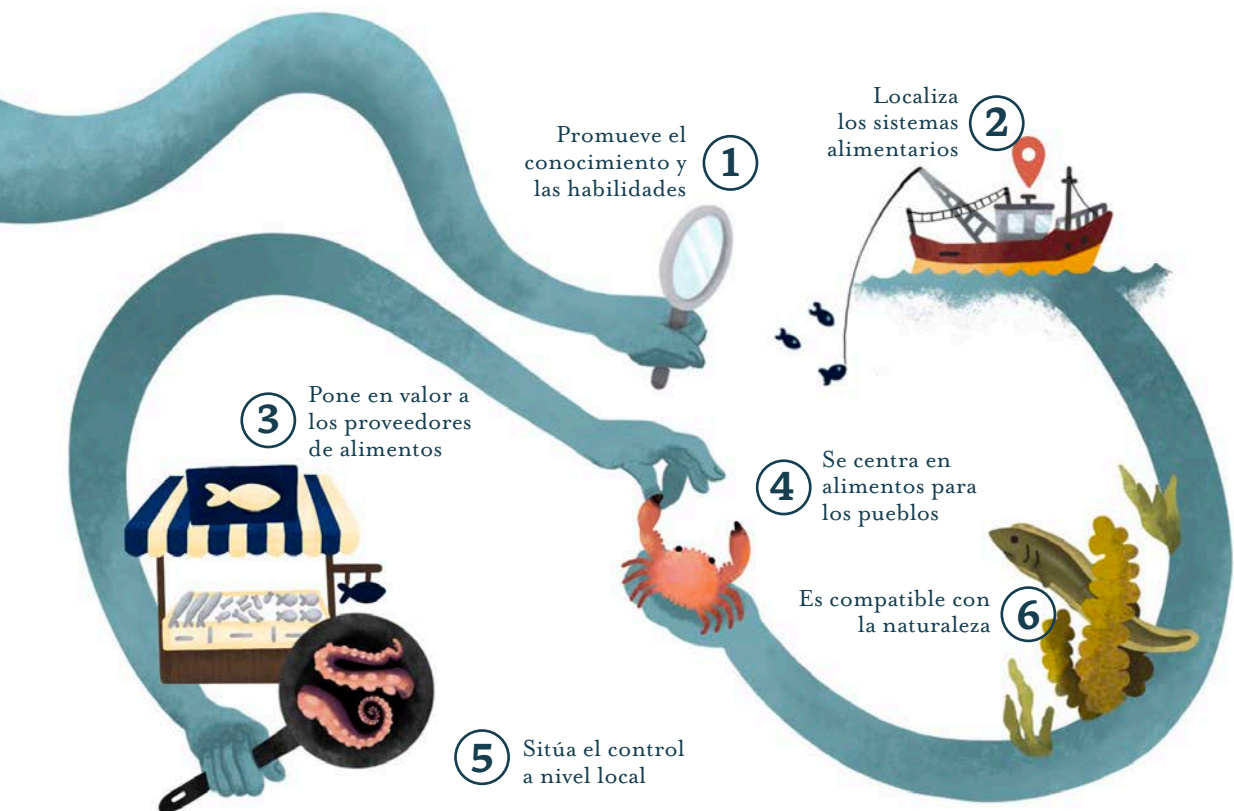 Promueve el
conocimiento y
las habilidades
1
Localiza
los sistemas
alimentarios
2
3
Pone en valor a
los proveedores
de alimentos
4
Se centra en
alimentos para
los pueblos
5
Sitúa el control
a nivel local
Es compatible con
la naturaleza
6